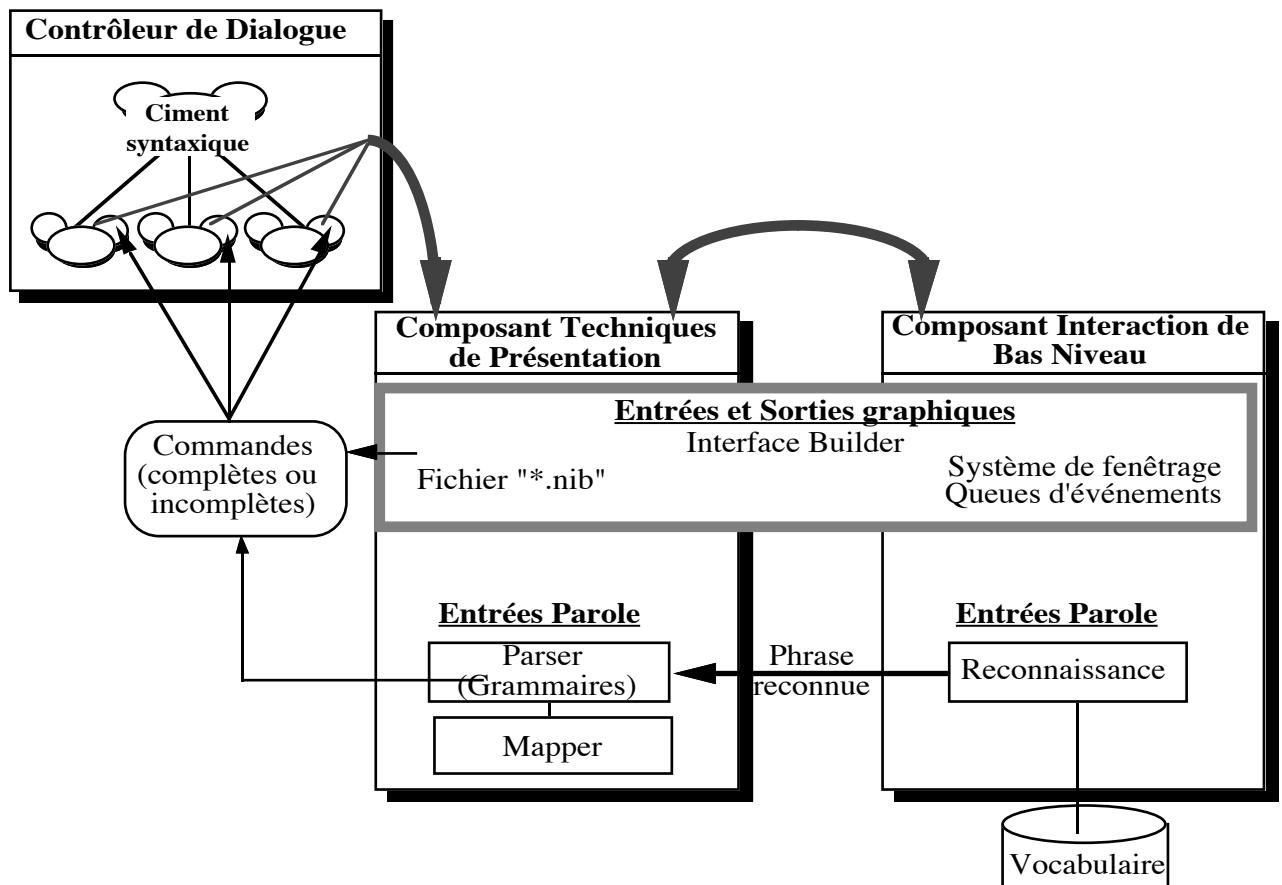 Contrôleur de Dialogue
Ciment
syntaxique
Composant Techniques
de Présentation
Composant Interaction de
Bas Niveau
Entrées et Sorties graphiques
Interface Builder
Commandes
(complètes ou
incomplètes)
Fichier "*.nib"
Système de fenêtrage
Queues d'événements
Entrées Parole
Parser
(Grammaires)
Mapper
Phrase
reconnue
Entrées Parole
Reconnaissance
Vocabulaire